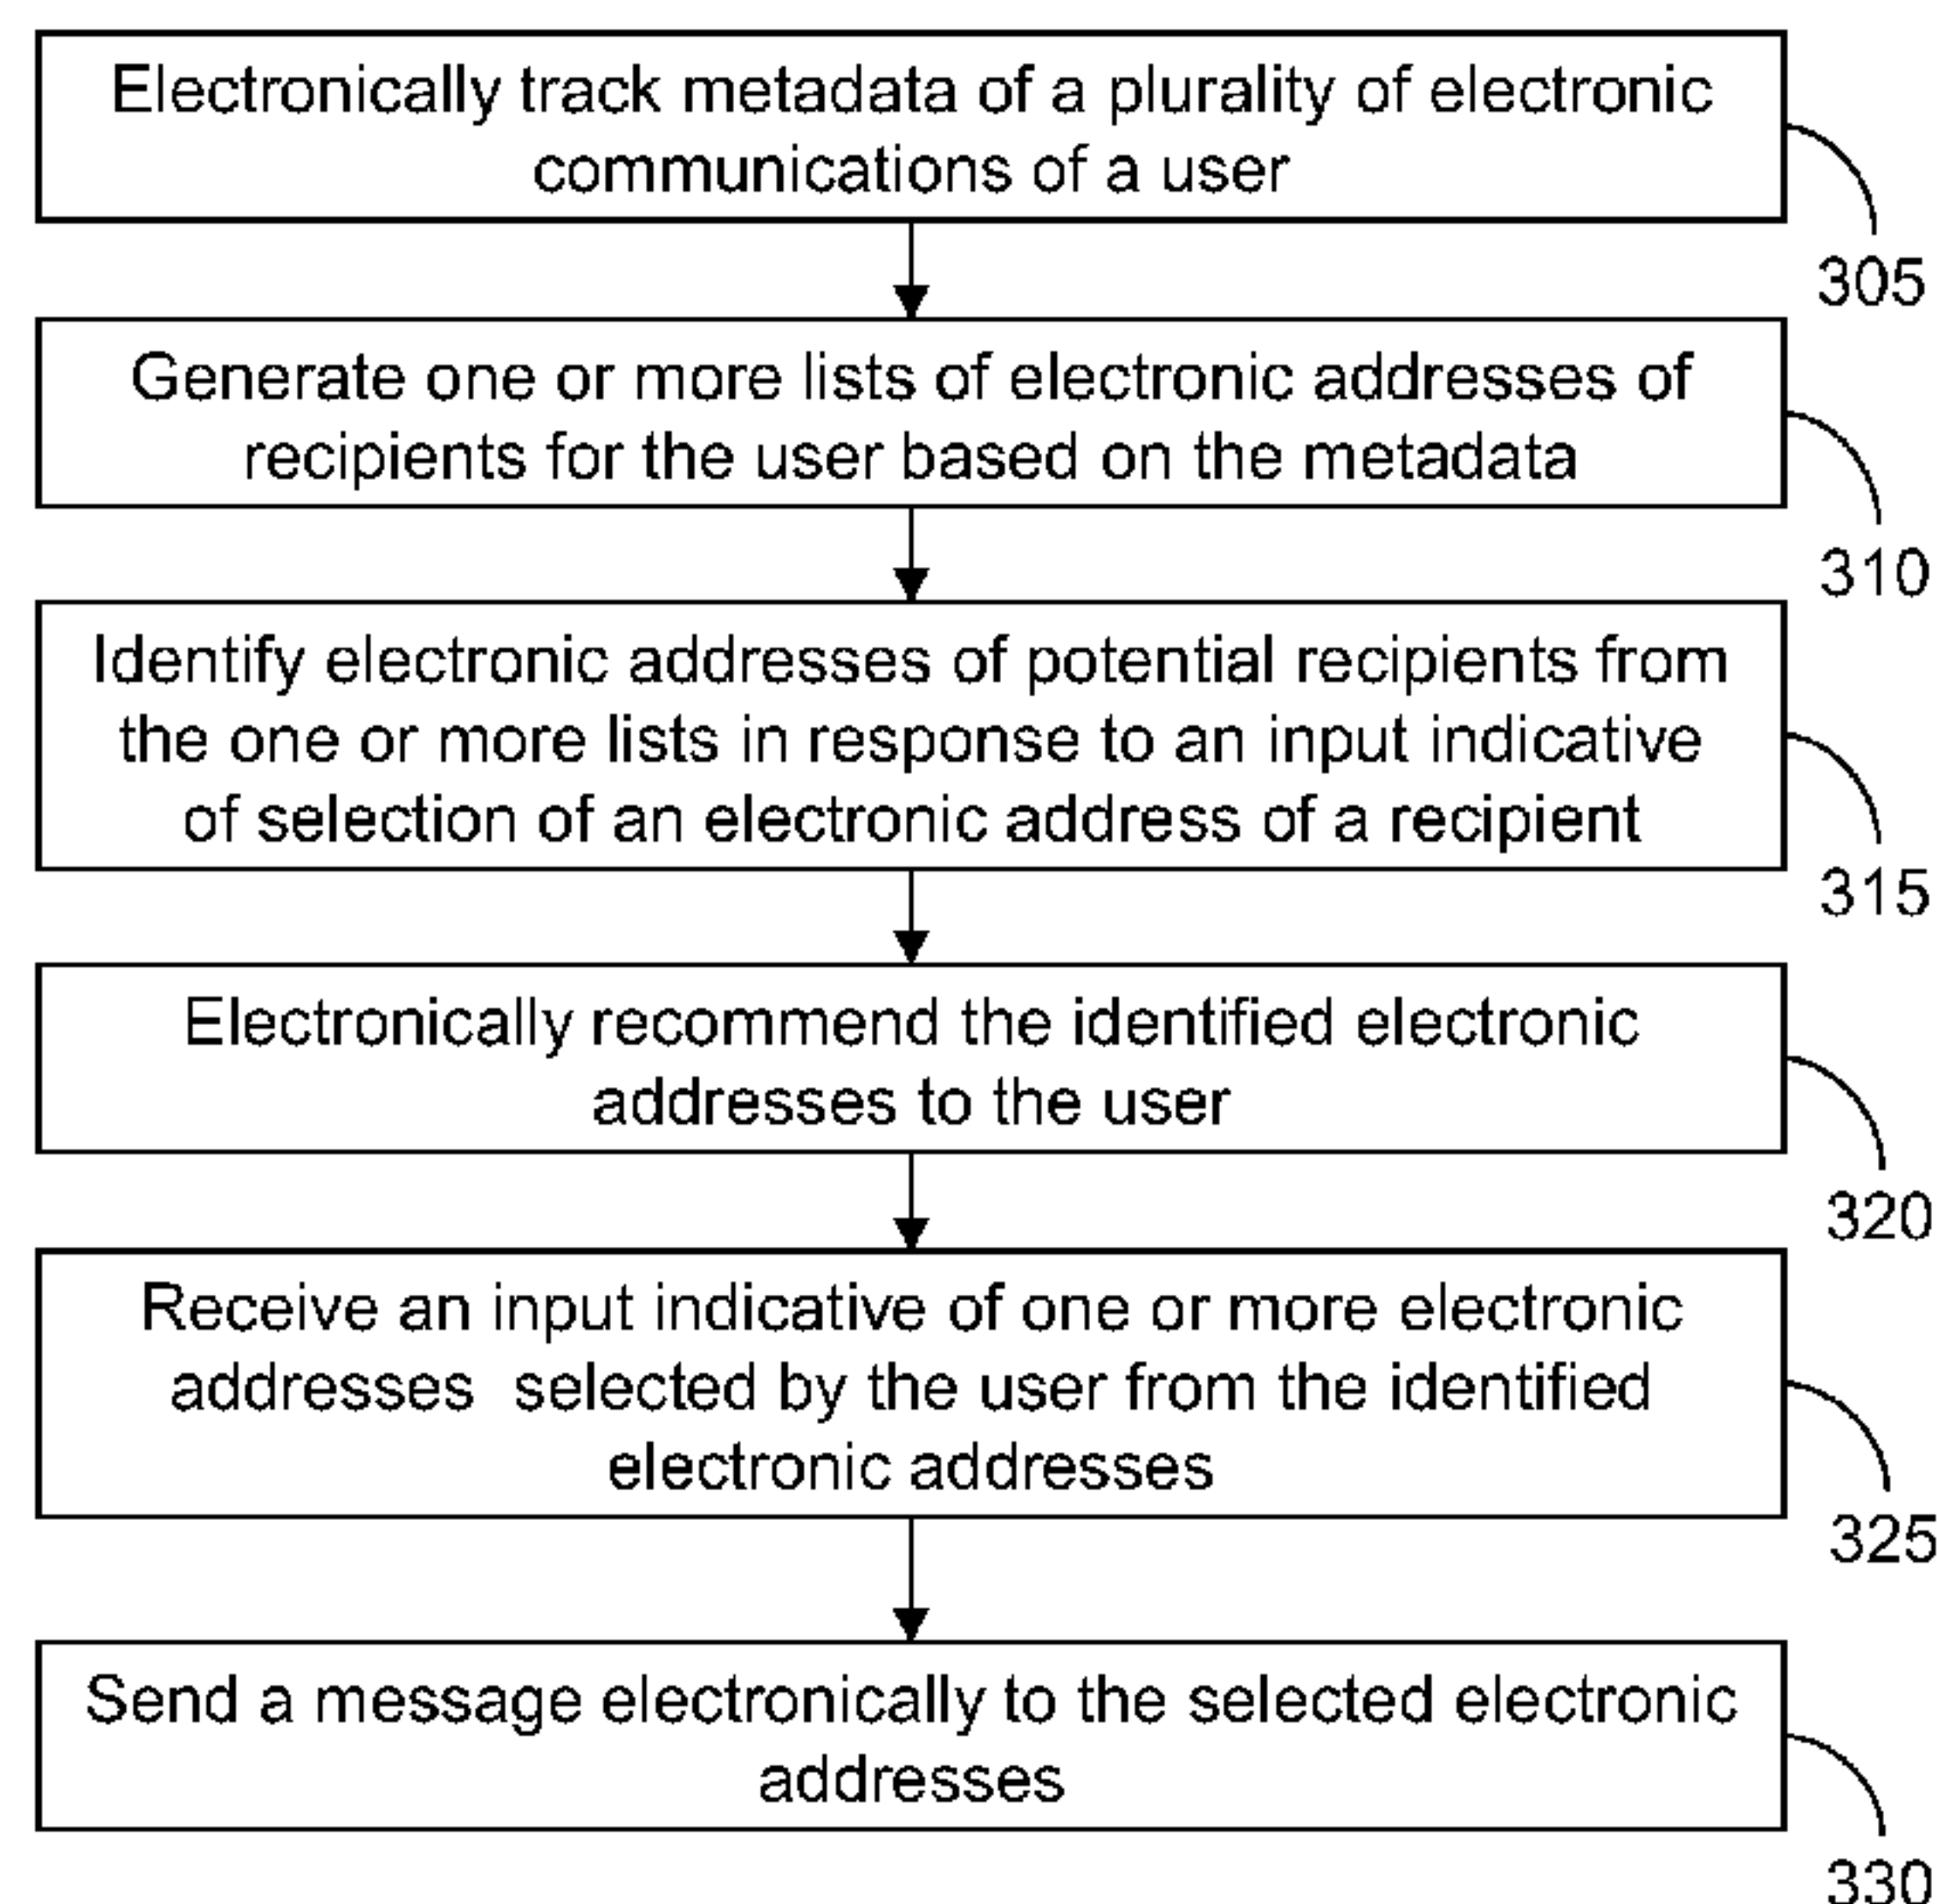 Electronically track metadata of a plurality of electronic
communications of a user
305
Generate one or more lists of electronic addresses of
recipients for the user based on the metadata
310
Identify electronic addresses of potential recipients from
the one or more lists in response to an input indicative
of selection of an electronic address of a recipient
315
Electronically recommend the identified electronic
addresses to the user
320
Receive an input indicative of one or more electronic
addresses selected by the user from the identified
electronic addresses
325
Send a message electronically to the selected electronic
addresses
330